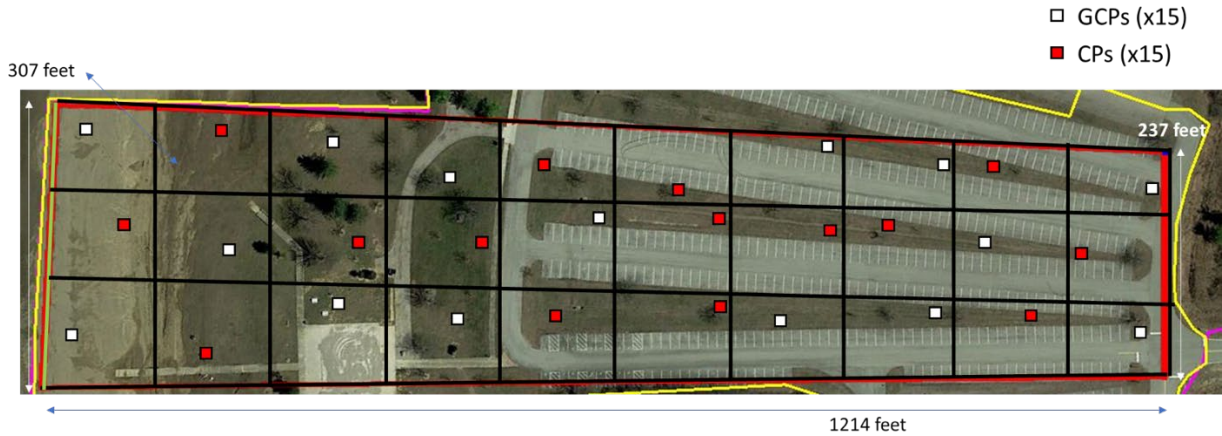 GCPs (x15)
CPs (x15)
307 feet
237 feet
1214 feet